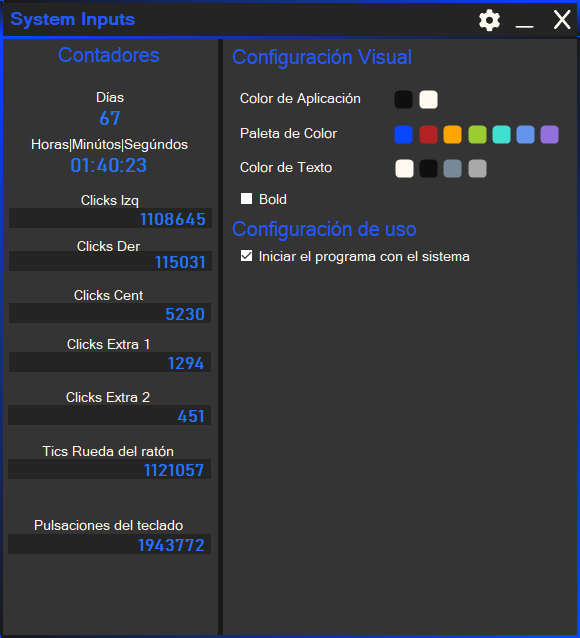 System Inputs
Contadores
Días
67
Horas|Minútos|Segúndos
01:40:23
Clicks Izq
1108645
Clicks Der
115031
Clicks Cent
5230
Clicks Extra 1
1294
Clicks Extra 2
451
Tics Rueda del ratón
1121057
Pulsaciones del teclado
1943772
Configuración Visual
Color de Aplicación
Paleta de Color
Color de Texto
Bold
Configuración de uso
Iniciar el programa con el sistema